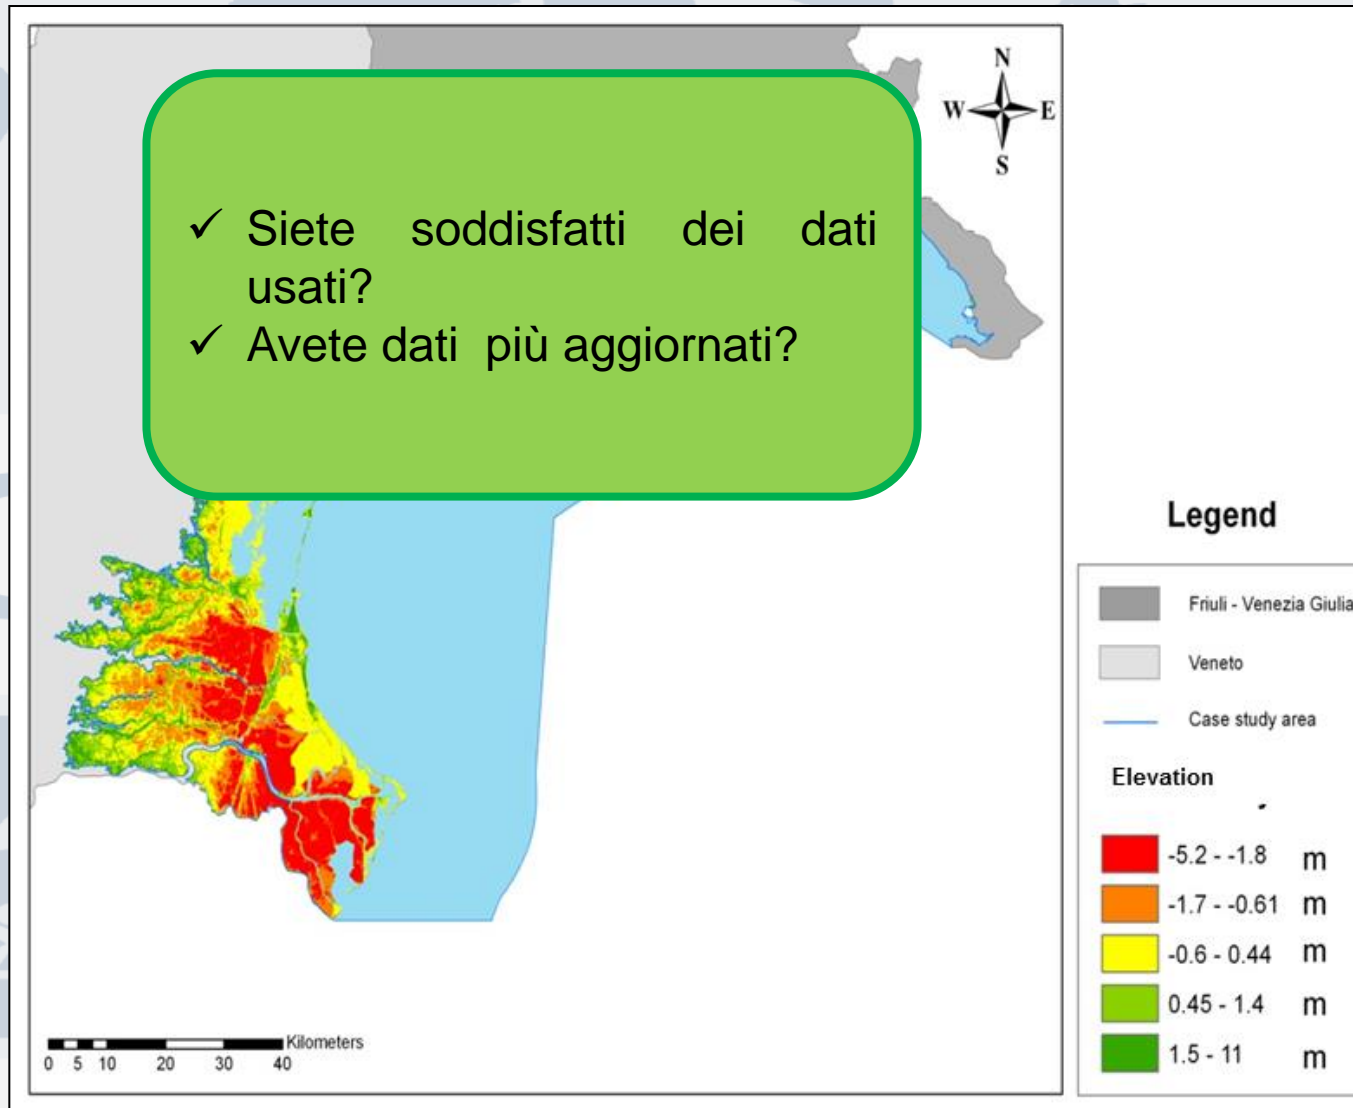 N
W E
S
✓ Siete soddisfatti dei dati
usati?
✓ Avete dati più aggiornati?
Legend
Friuli - Venezia Giulia
Veneto
Case study area
Elevation
-5.2 - -1.8 m
-1.7 - -0.61 m
-0.6 - 0.44 m
0.45 - 1.4 m
1.5 - 11 m
Kilometers
0 5 10 20 30 40